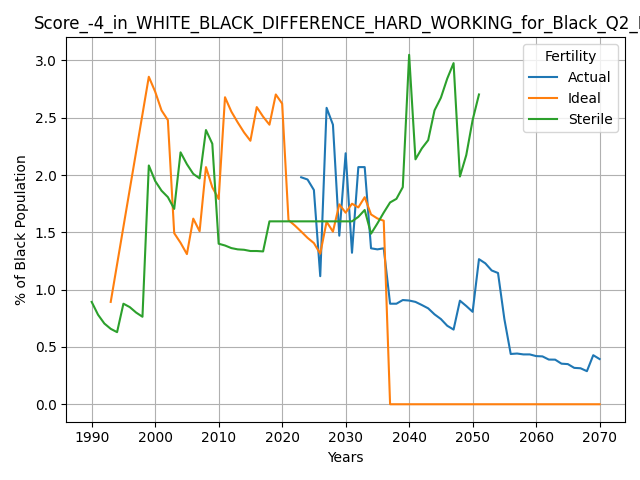 Score_-4_in_WHITE_BLACK_DIFFERENCE_HARD_WORKING_for_Black_Q2_
Fertility
Actual
Ideal
Sterile
% of Black Population
3.0
2.5
2.0
1.5
1.0
0.5
0.0
1990 2000 2010 2020 2030 2040 2050 2060 2070
Years